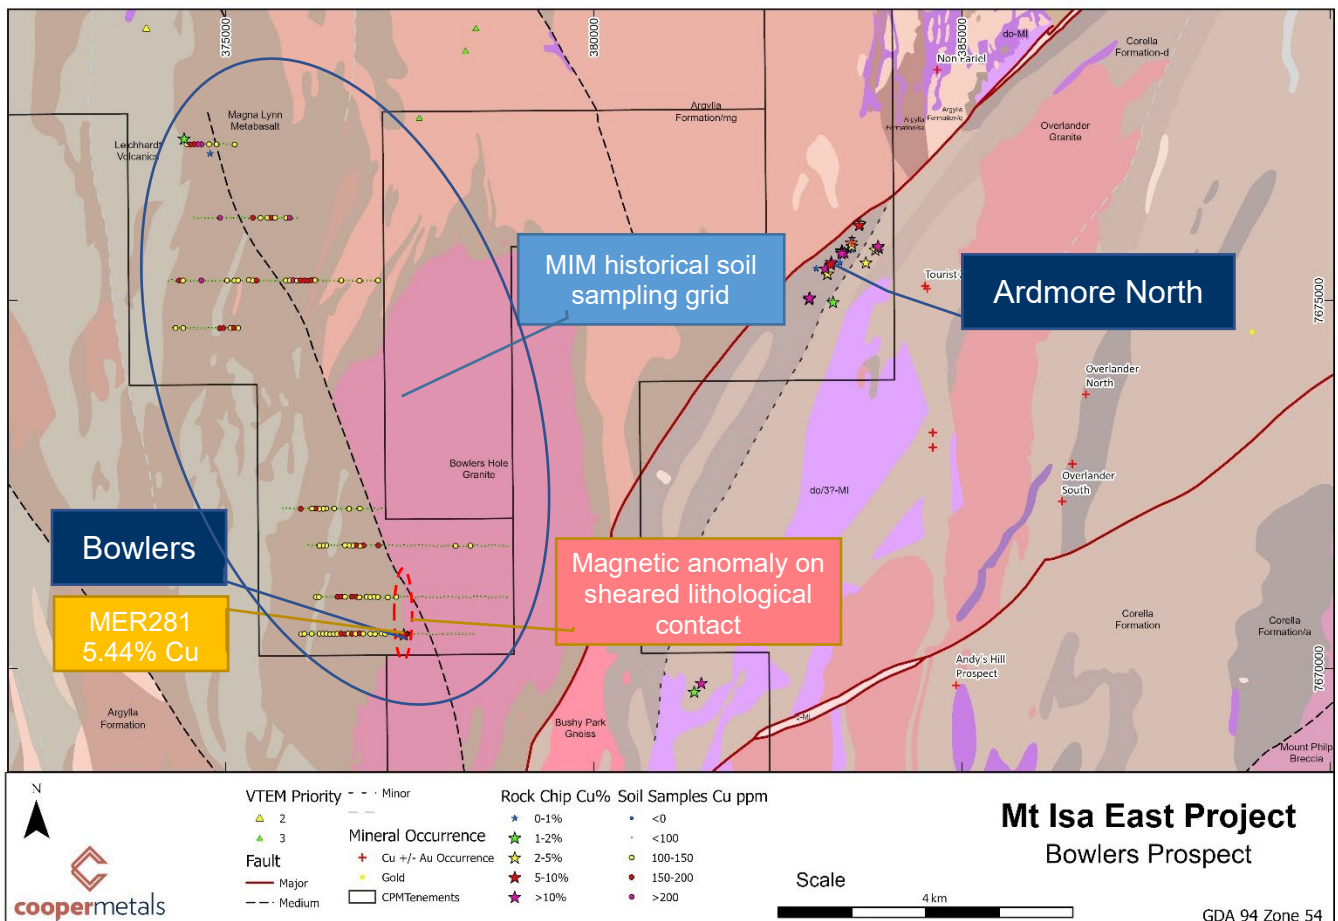 375000
380000
385000
do-MI
Non Fariel
Corella
Formation-d
Magna Lynn
Metabasalt
Argylla
Formation/mg
Argylla
Overlander
Granite
Leichhardt
Volcanics
MIM historical soil
sampling grid
Ardmore North
Tourist
7675000
Overlander
North
Bowlers Hole
Granite
do/3?-MI
Overlander
South
Bowlers
MER281
5.44% Cu
Magnetic anomaly on
sheared lithological
contact
Corella
Formation
Corella
Formation/a
Andy's Hill
Prospect
7670000
Argylla
Formation
Bushy Park
Gneiss
Mount Philp
Breccia
N
coopermetals
VTEM Priority
2
3
Fault
Major
Medium
Minor
Mineral Occurrence
Cu +/- Au Occurrence
Gold
CPMTenements
Rock Chip Cu%
0-1%
1-2%
2-5%
5-10%
>10%
Soil Samples Cu ppm
<0
<100
100-150
150-200
>200
Mt Isa East Project
Bowlers Prospect
Scale
4 km
GDA 94 Zone 54